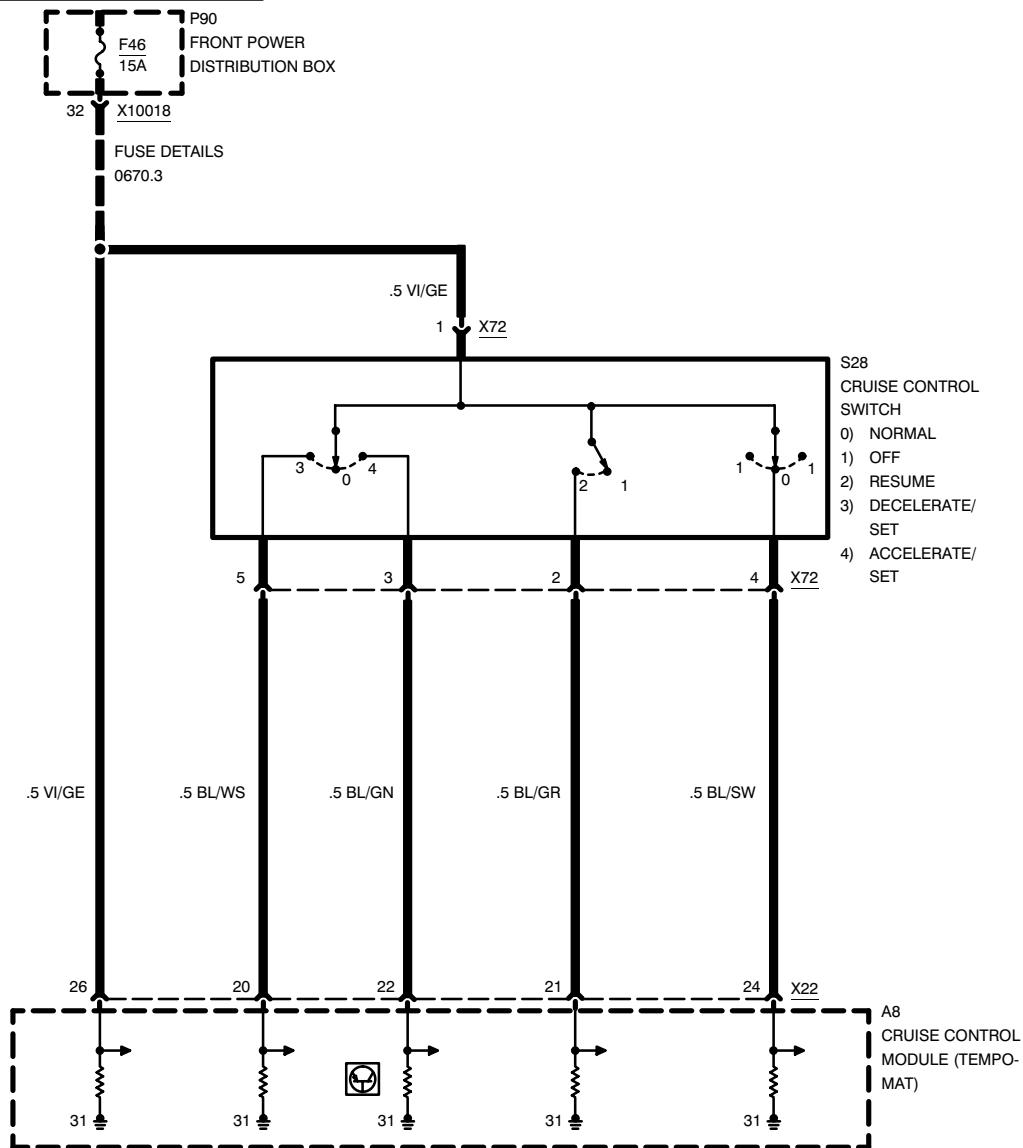 P90
F46
FRONT POWER
15A
DISTRIBUTION BOX
32 X10018
FUSE DETAILS
0670.3
.5 VI/GE
1 X72
S28
CRUISE CONTROL
SWITCH
0) NORMAL
1) OFF
2) RESUME
3) DECELERATE/
SET
4) ACCELERATE/
SET
3 0 4
2 1
1 0 1
5 3 2 4 X72
.5 VI/GE .5 BL/WS .5 BL/GN .5 BL/GR .5 BL/SW
26 20 22 21 24 X22
A8
CRUISE CONTROL
MODULE (TEMPO-
MAT)
31 31 31 31 31